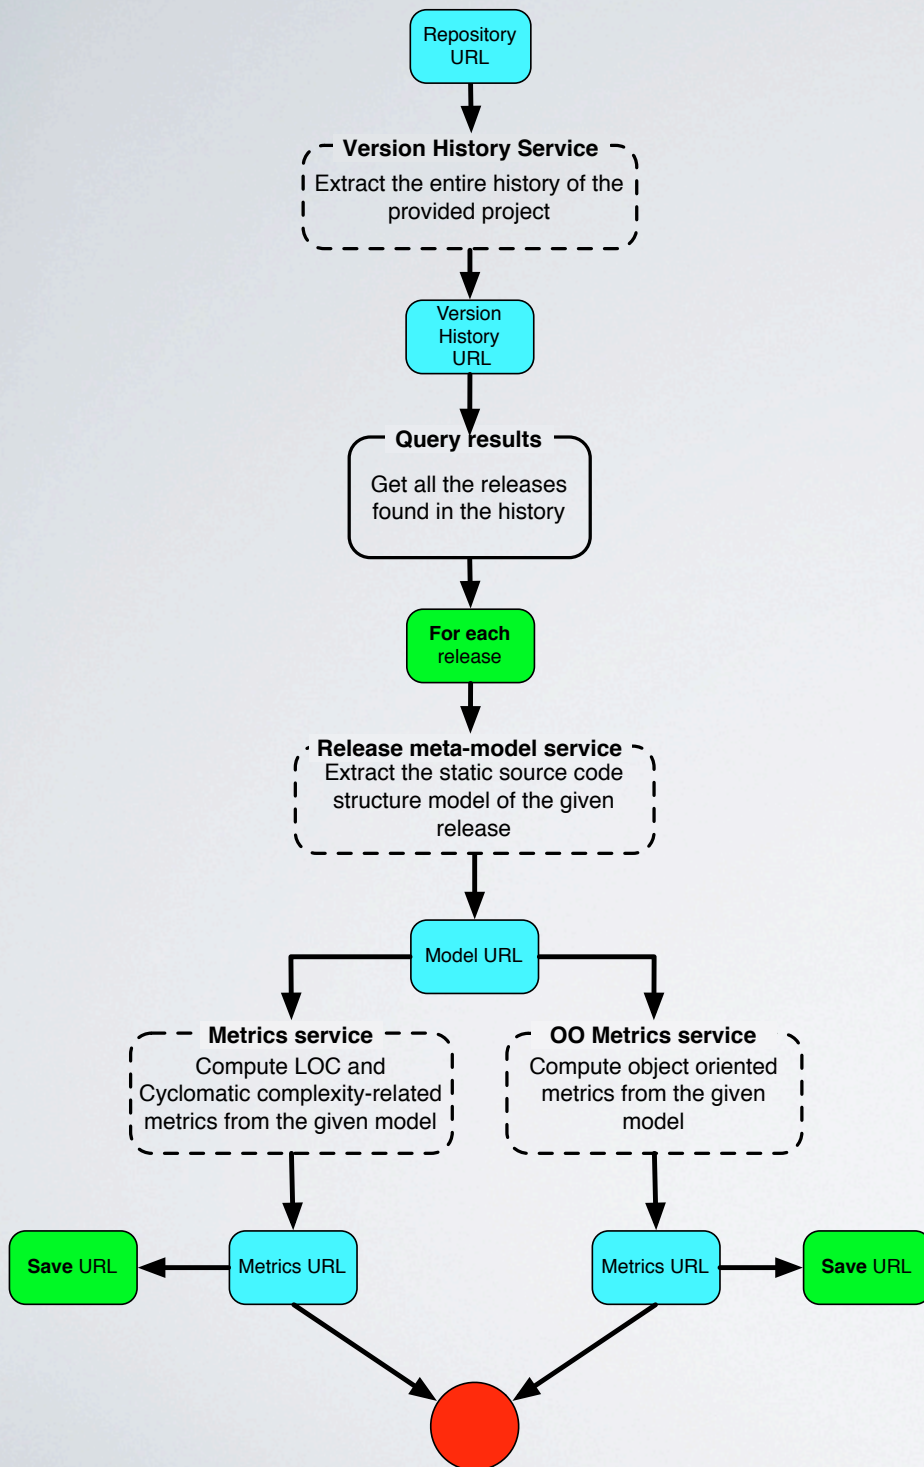 Repository
URL
Version History Service
Extract the entire history of the
provided project
Version
History
URL
Query results
Get all the releases
found in the history
For each
release
Release meta-model service
Extract the static source code
structure model of the given
release
Model URL
Metrics service
Compute LOC and
Cyclomatic complexity-related
metrics from the given model
OO Metrics service
Compute object oriented
metrics from the given
model
Save URL
Metrics URL
Metrics URL
Save URL